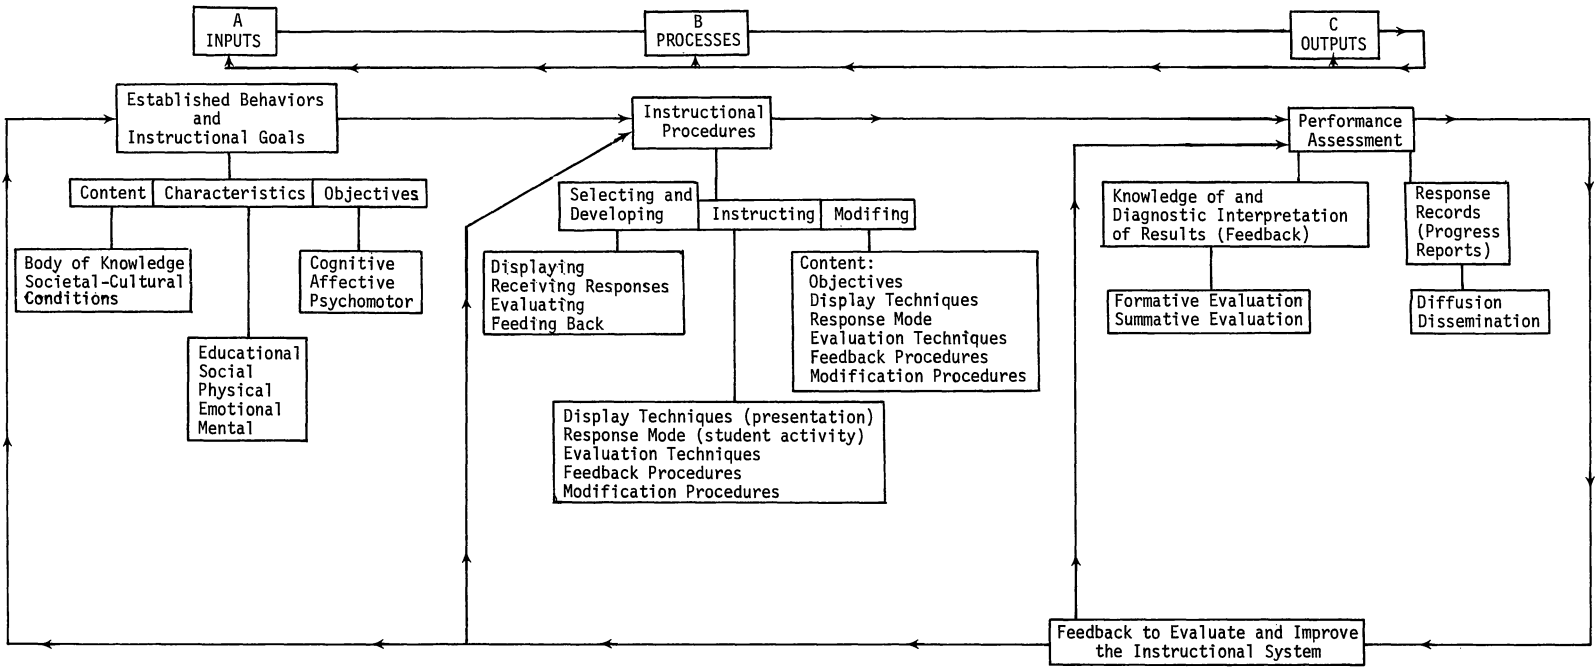 A
INPUTS
B
PROCESSES
C
OUTPUTS
Established Behaviors
and
Instructional Goals
Instructional
Procedures
Performance
Assessment
Content
Characteristics
Objectives
Body of Knowledge
Societal-Cultural
Conditions
Cognitive
Affective
Psychomotor
Educational
Social
Physical
Emotional
Mental
Selecting and
Developing
Instructing
Modifing
Displaying
Receiving Responses
Evaluating
Feeding Back
Content:
Objectives
Display Techniques
Response Mode
Evaluation Techniques
Feedback Procedures
Modification Procedures
Display Techniques (presentation)
Response Mode (student activity)
Evaluation Techniques
Feedback Procedures
Modification Procedures
Knowledge of and
Diagnostic Interpretation
of Results (Feedback)
Response
Records
(Progress
Reports)
Formative Evaluation
Summative Evaluation
Diffusion
Dissemination
Feedback to Evaluate and Improve
the Instructional System